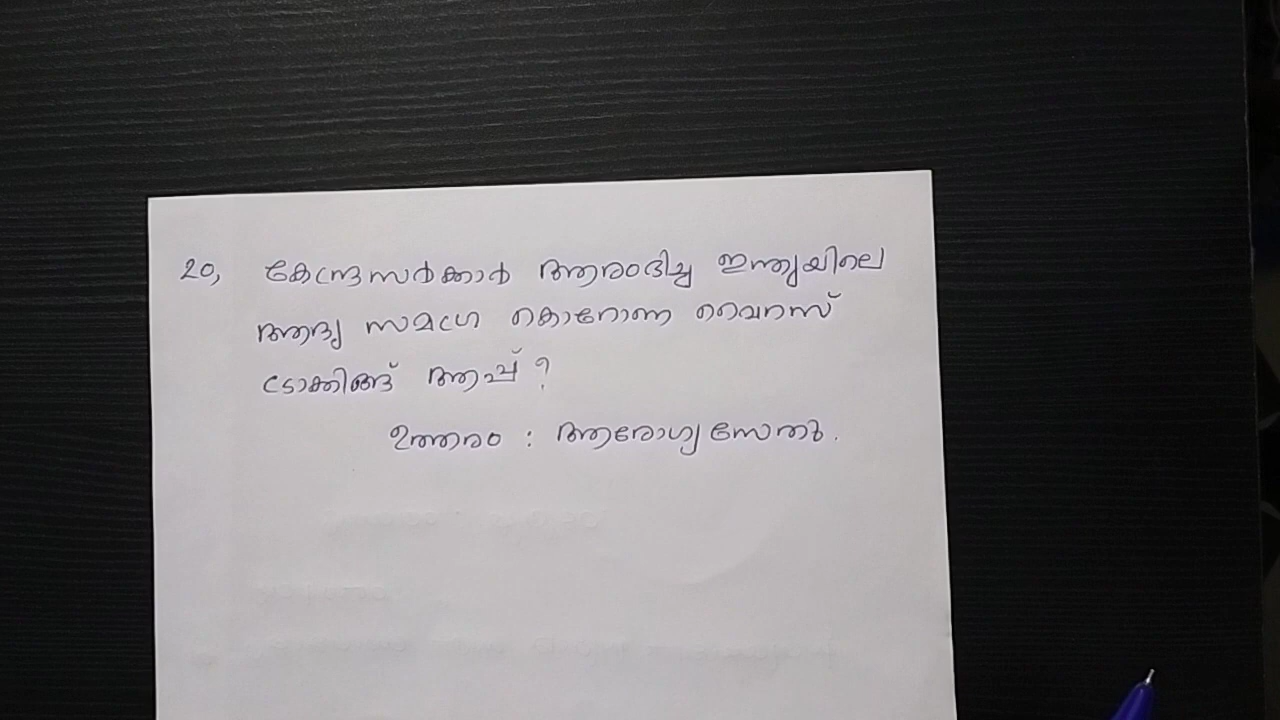 20, കേന്ദ്രസർക്കാർ ആരംഭിച്ച ഇന്ത്യയിലെ
ആദ്യ സമഗ്ര കൊറോണ വൈറസ്
ട്രാക്കിങ്ങ് ആപ്പ് ?
ഉത്തരം : ആരോഗ്യസേതു.